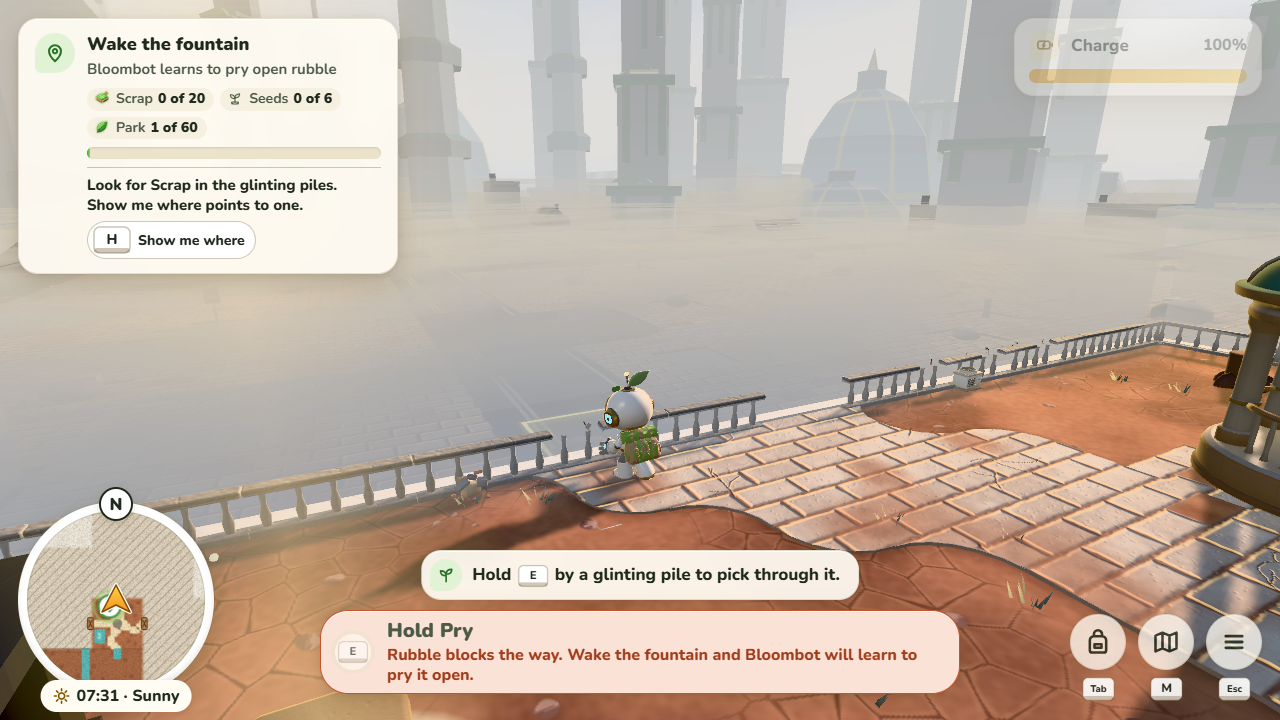 Wake the fountain
Bloombot learns to pry open rubble
Scrap 0 of 20 Seeds 0 of 6
Park 1 of 60
Look for Scrap in the glinting piles.
Show me where points to one.
H Show me where
Charge 100%
N
07:31 · Sunny
Hold E by a glinting pile to pick through it.
E
Hold Pry
Rubble blocks the way. Wake the fountain and Bloombot will learn to
pry it open.
Tab M Esc